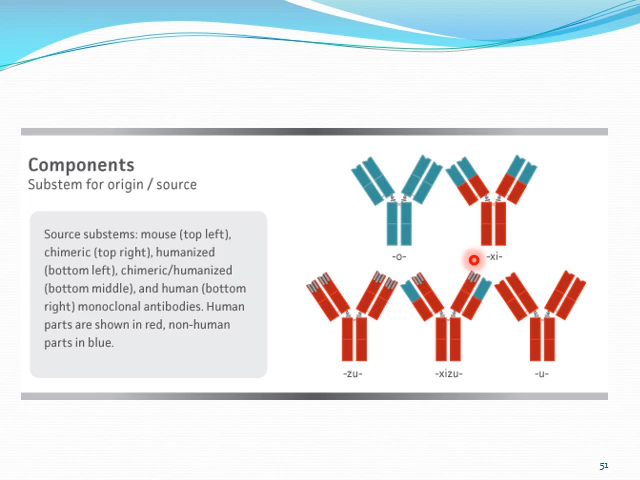 Components
Substem for origin / source
Source substems: mouse (top left),
chimeric (top right), humanized
(bottom left), chimeric/humanized
(bottom middle), and human (bottom
right) monoclonal antibodies. Human
parts are shown in red, non-human
parts in blue.
-o-
-xi-
-zu-
-xizu-
-u-
51